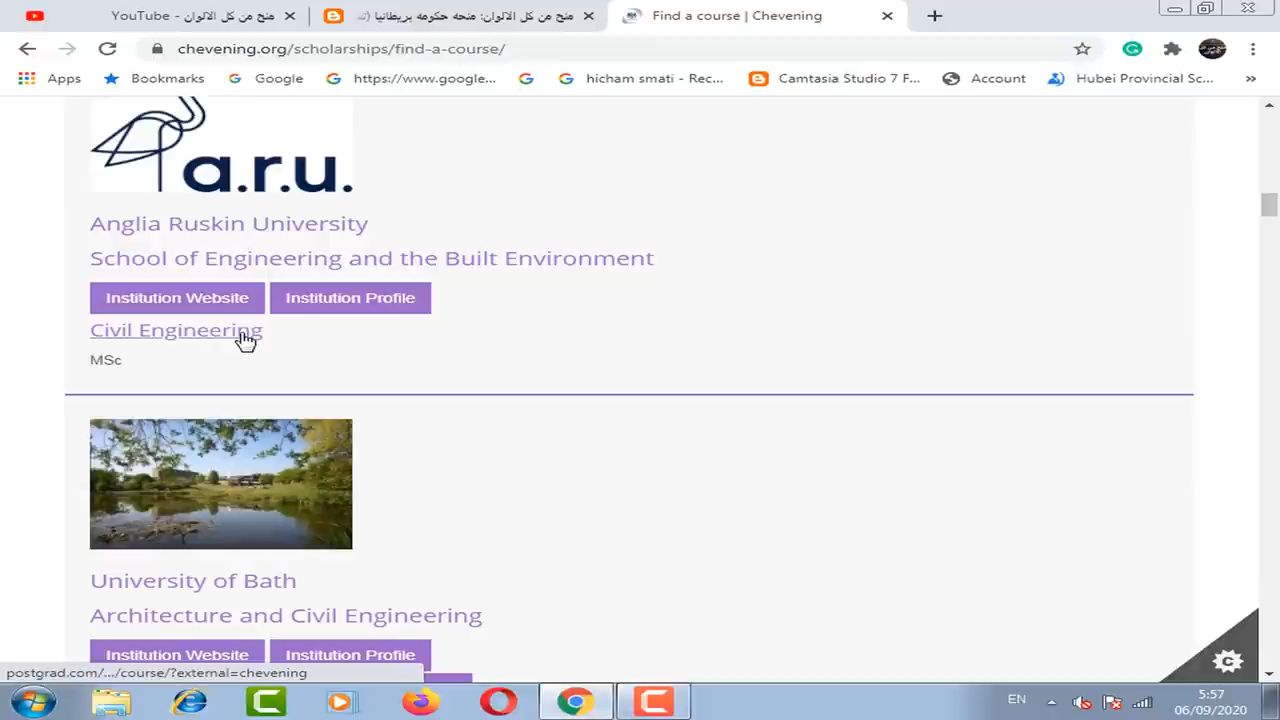 منح من كل الالوان - YouTube
منح من كل الالوان: منحه حكومه بريطانيا
Find a course | Chevening
chevening.org/scholarships/find-a-course/
Apps
Bookmarks
Google
https://www.google...
hicham smati - Rec...
Camtasia Studio 7 F...
Account
Hubei Provincial Sc...
»
a.r.u.
Anglia Ruskin University
School of Engineering and the Built Environment
Institution Website
Institution Profile
Civil Engineering
MSc
University of Bath
Architecture and Civil Engineering
Institution Website
Institution Profile
postgrad.com/.../course/?external=chevening
EN
5:57
06/09/2020